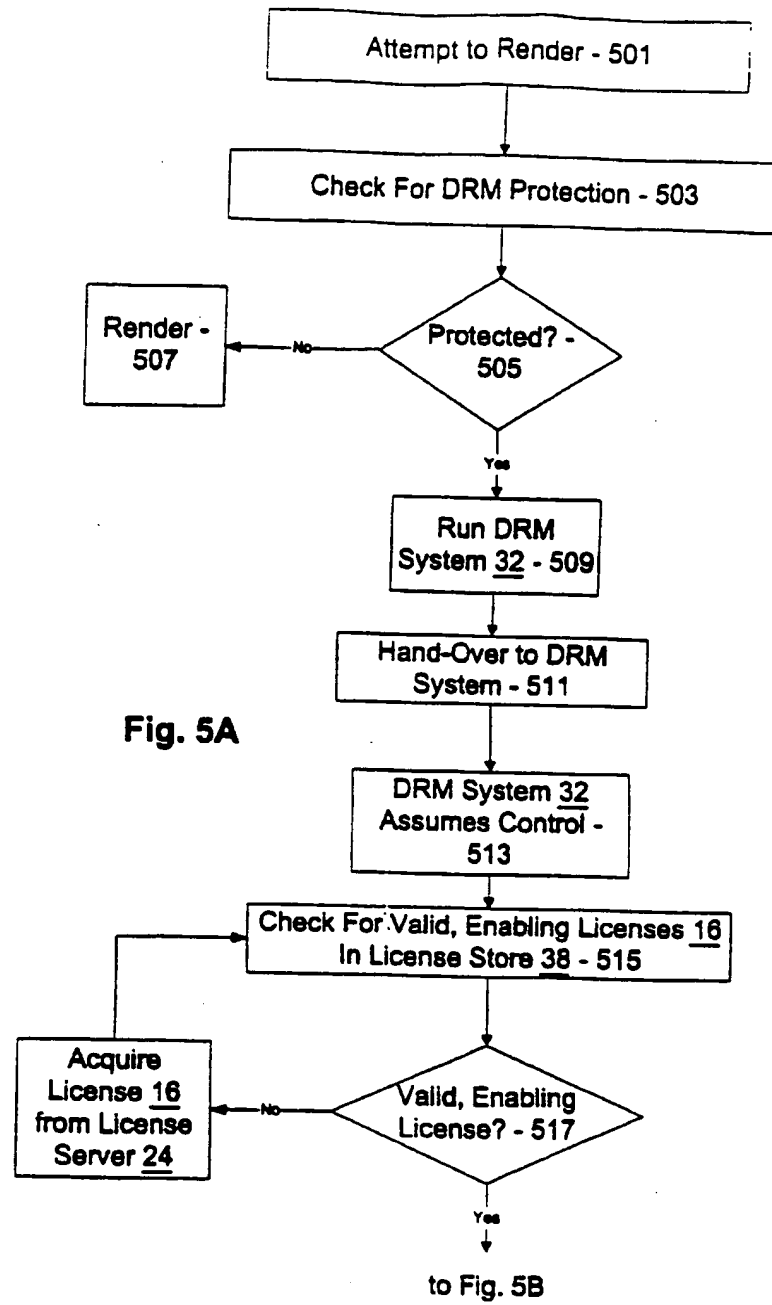 Attempt to Render - 501
Check For DRM Protection - 503
Render -
507
No
Protected? -
505
Yes
Run DRM
System 32 - 509
Hand-Over to DRM
System - 511
Fig. 5A
DRM System 32
Assumes Control -
513
Check For Valid, Enabling Licenses 16
In License Store 38 - 515
Acquire
License 16
from License
Server 24
No
Valid, Enabling
License? - 517
Yes
to Fig. 5B